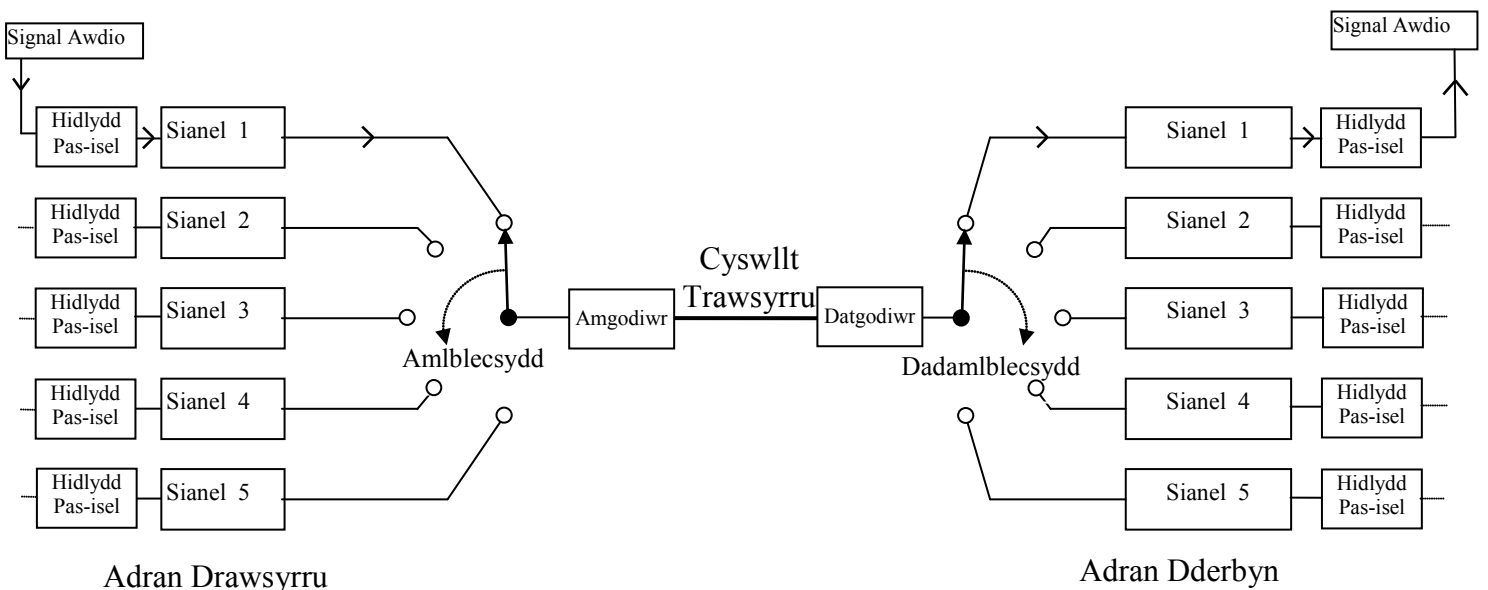 Signal Awdio
Signal Awdio
Hidlydd
Pas-isel
Sianel 1
Sianel 1
Hidlydd
Pas-isel
Hidlydd
Pas-isel
Sianel 2
Sianel 2
Hidlydd
Pas-isel
Cyswllt
Trawsyrru
Hidlydd
Pas-isel
Sianel 3
Amgodiwr
Datgodiwr
Sianel 3
Hidlydd
Pas-isel
Amlblecsydd
Dadamlblecsydd
Hidlydd
Pas-isel
Sianel 4
Sianel 4
Hidlydd
Pas-isel
Hidlydd
Pas-isel
Sianel 5
Sianel 5
Hidlydd
Pas-isel
Adran Drawsyrru
Adran Dderbyn